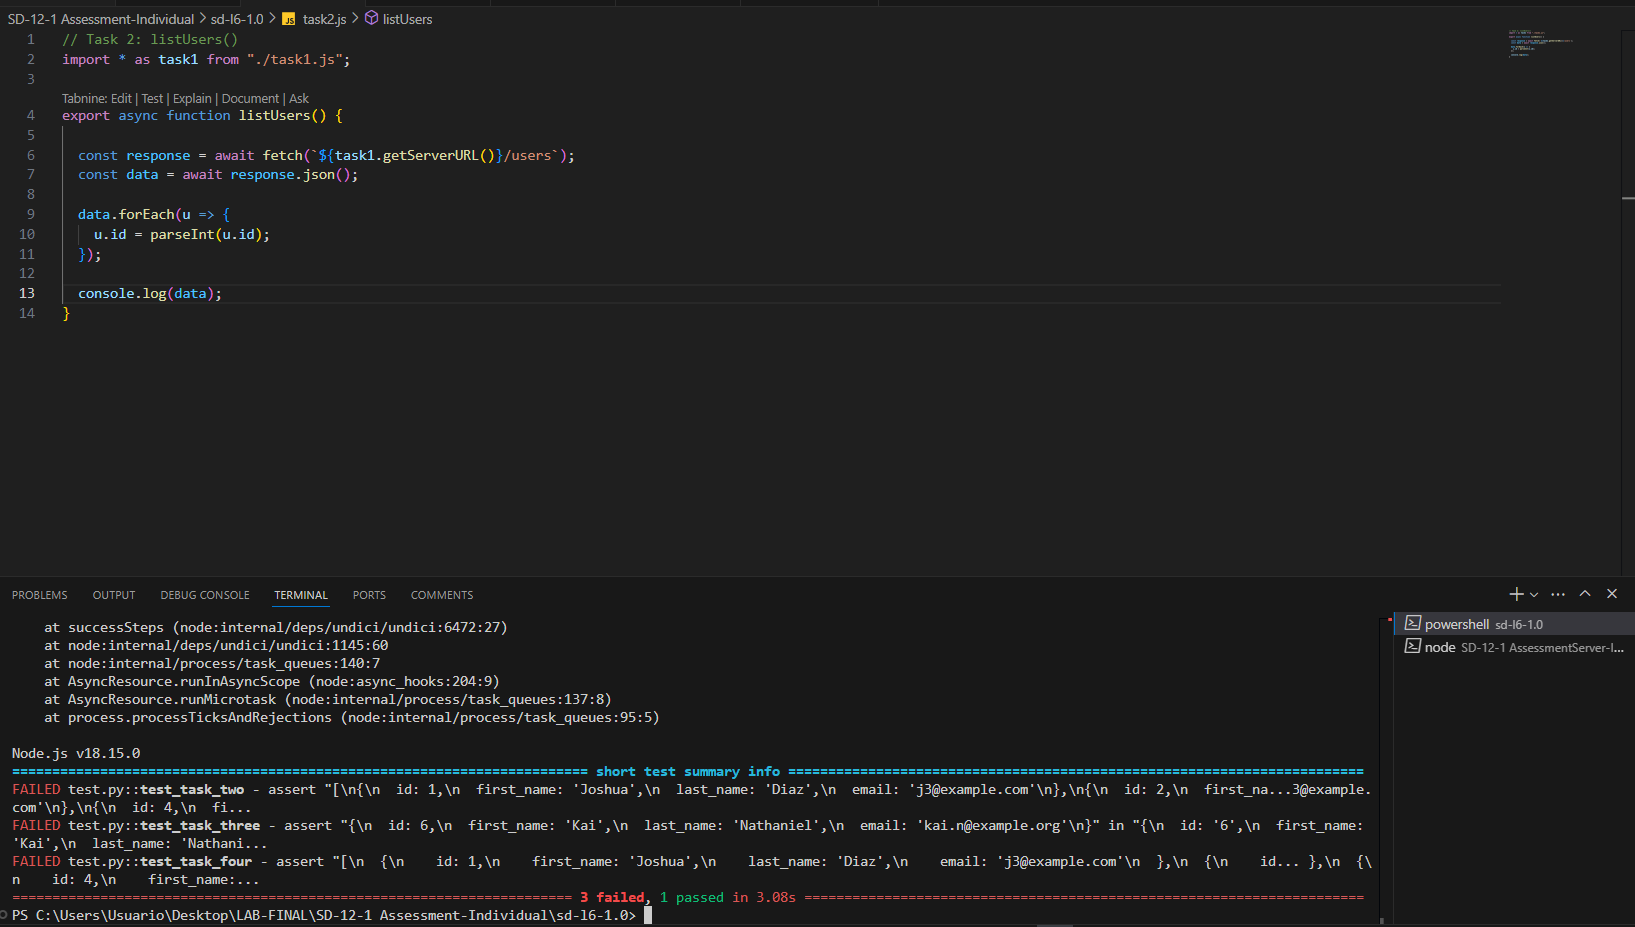 SD-12-1 Assessment-Individual > sd-l6-1.0 > JS task2.js > listUsers
1 // Task 2: listUsers()
2 import * as task1 from "./task1.js";
3
Tabnine: Edit | Test | Explain | Document | Ask
4 export async function listUsers() {
5
6 const response = await fetch(`${task1.getServerURL()}/users`);
7 const data = await response.json();
8
9 data.forEach(u => {
10 u.id = parseInt(u.id);
11 });
12
13 console.log(data);
14 }
PROBLEMS OUTPUT DEBUG CONSOLE TERMINAL PORTS COMMENTS
at successSteps (node:internal/deps/undici/undici:6472:27)
at node:internal/deps/undici/undici:1145:60
at node:internal/process/task_queues:140:7
at AsyncResource.runInAsyncScope (node:async_hooks:204:9)
at AsyncResource.runMicrotask (node:internal/process/task_queues:137:8)
at process.processTicksAndRejections (node:internal/process/task_queues:95:5)
Node.js v18.15.0
======================================================================== short test summary info ========================================================================
FAILED test.py::test_task_two - assert "[\n{\n  id: 1,\n  first_name: 'Joshua',\n  last_name: 'Diaz',\n  email: 'j3@example.com'\n},\n{\n  id: 2,\n  first_na...3@example.
com'\n},\n{\n  id: 4,\n  fi...
FAILED test.py::test_task_three - assert "{\n  id: 6,\n  first_name: 'Kai',\n  last_name: 'Nathaniel',\n  email: 'kai.n@example.org'\n}" in "{\n  id: '6',\n  first_name:
'Kai',\n  last_name: 'Nathani...
FAILED test.py::test_task_four - assert "[\n  {\n    id: 1,\n    first_name: 'Joshua',\n    last_name: 'Diaz',\n    email: 'j3@example.com'\n  },\n  {\n    id... },\n  {\
n    id: 4,\n    first_name:...
====================================================================== 3 failed, 1 passed in 3.08s ======================================================================
PS C:\Users\Usuario\Desktop\LAB-FINAL\SD-12-1 Assessment-Individual\sd-l6-1.0>
powershell sd-l6-1.0
node SD-12-1 AssessmentServer-I...